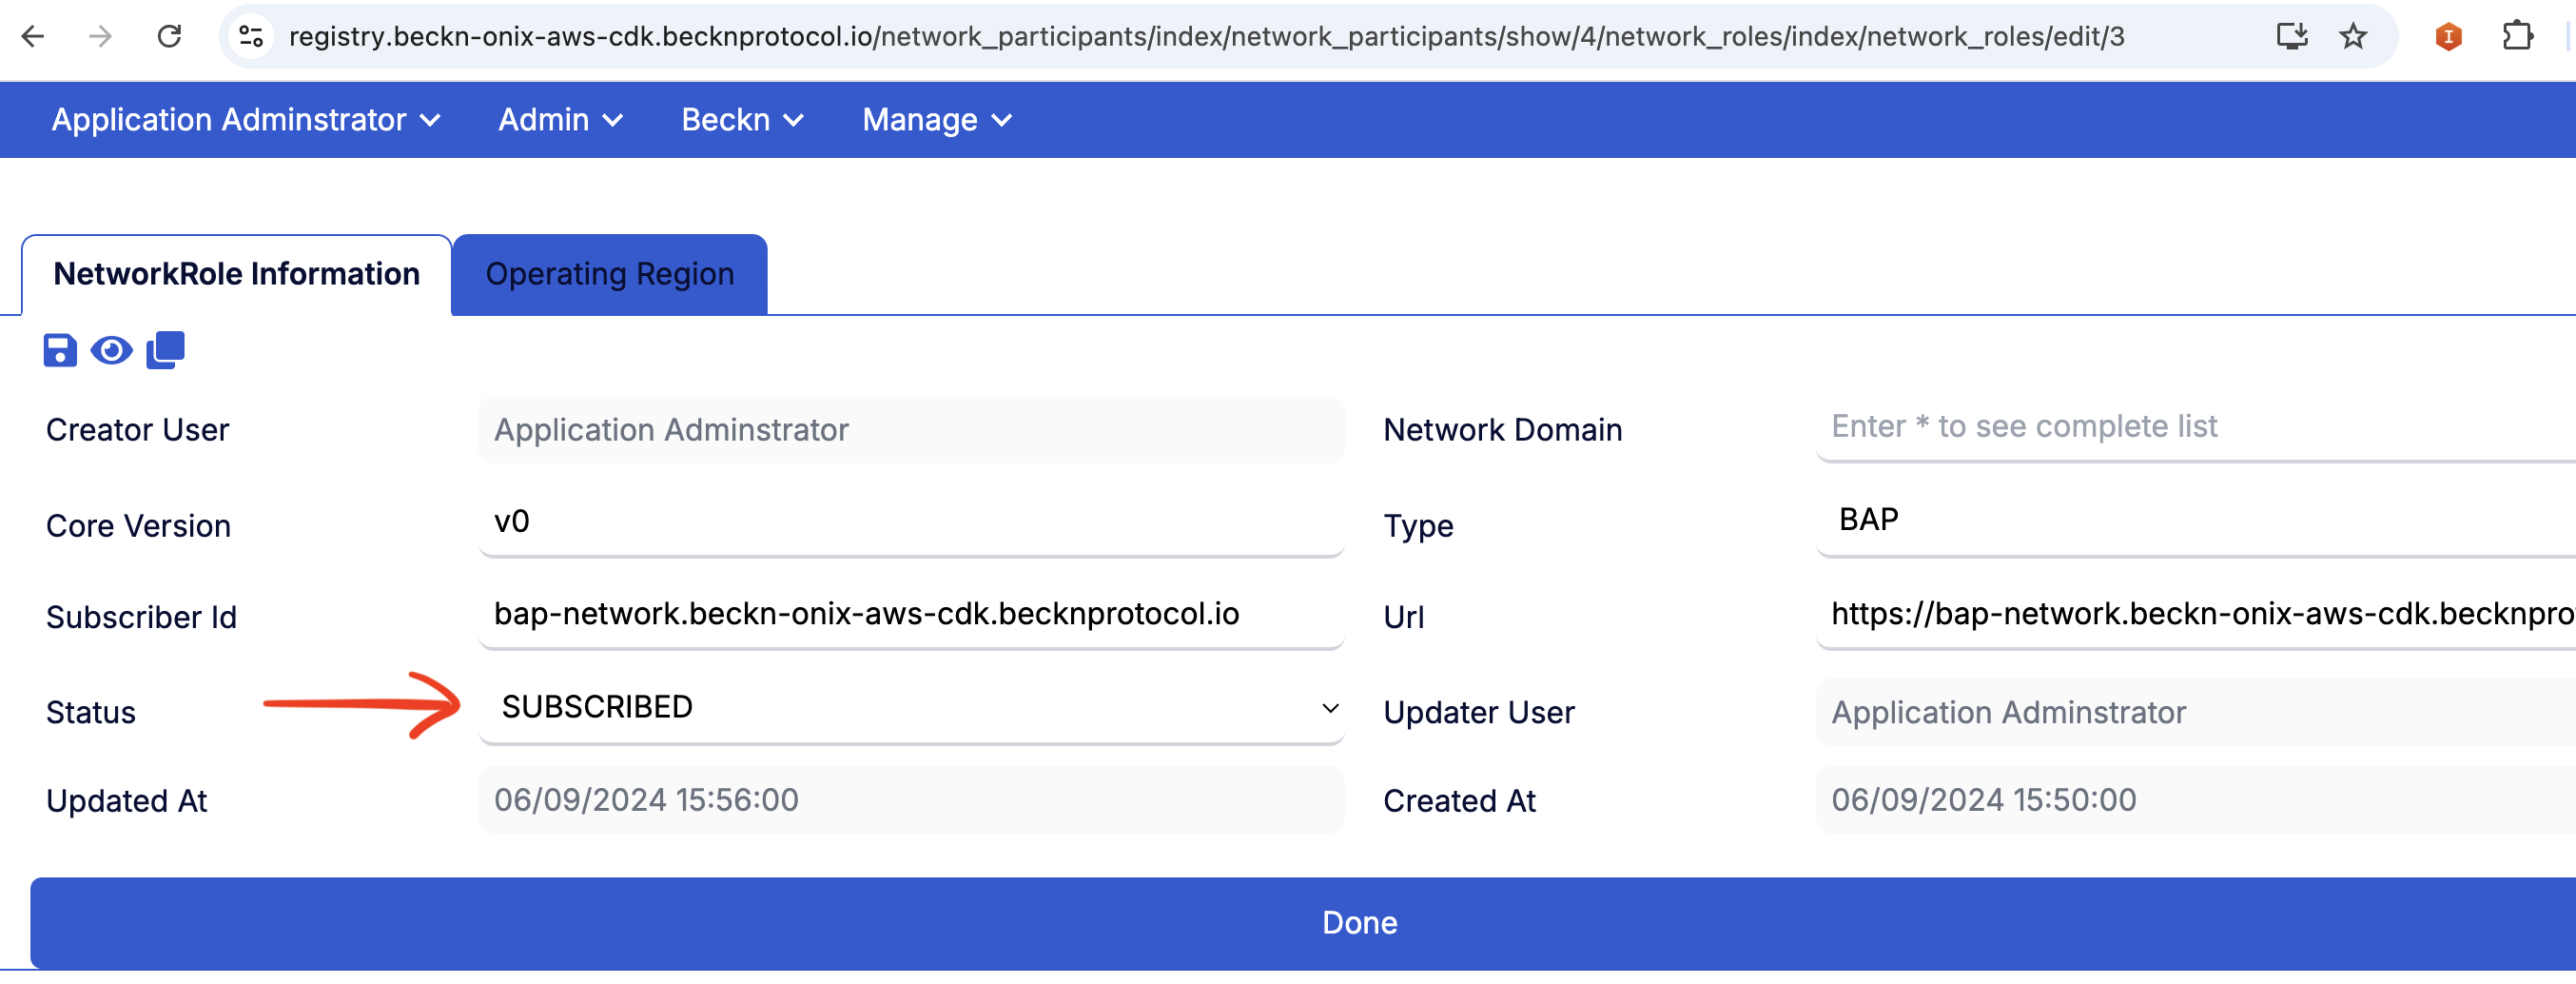 registry.beckn-onix-aws-cdk.becknprotocol.io/network_participants/index/network_participants/show/4/network_roles/index/network_roles/edit/3
I
Application Adminstrator Admin Beckn Manage
NetworkRole Information Operating Region
Creator User Application Adminstrator Network Domain Enter * to see complete list
Core Version v0 Type BAP
Subscriber Id bap-network.beckn-onix-aws-cdk.becknprotocol.io Url https://bap-network.beckn-onix-aws-cdk.becknpro
Status SUBSCRIBED Updater User Application Adminstrator
Updated At 06/09/2024 15:56:00 Created At 06/09/2024 15:50:00
Done